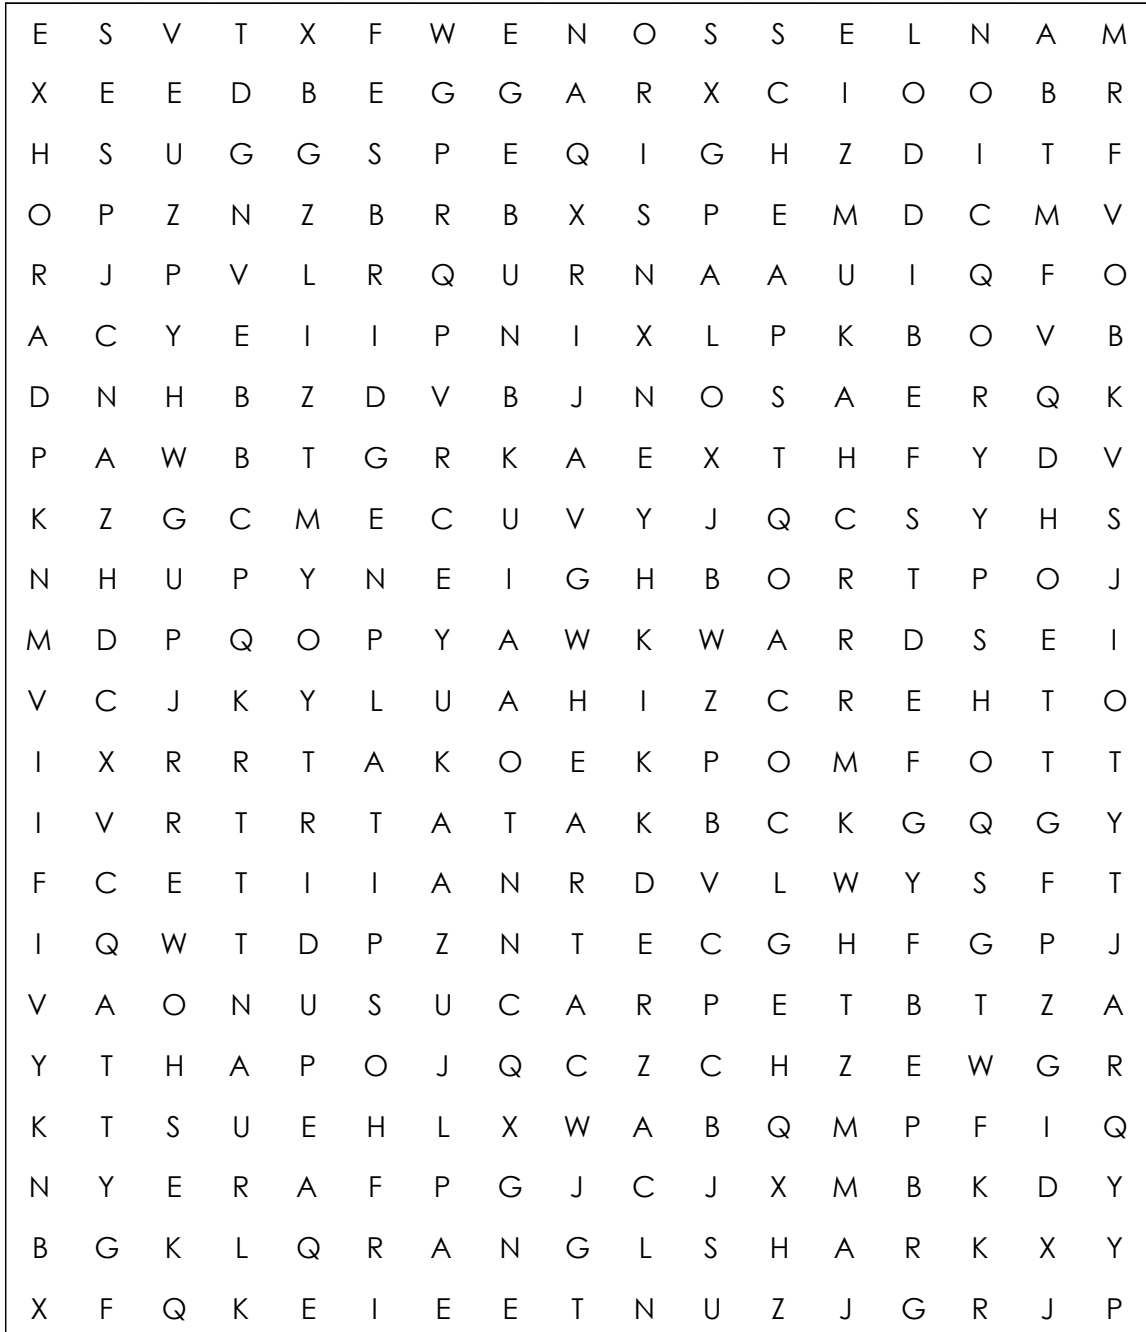 E S V T X F W E N O S S E L N A M
X E E D B E G G A R X C I O O B R
H S U G G S P E Q I G H Z D I T F
O P Z N Z B R B X S P E M D C M V
R J P V L R Q U R N A A U I Q F O
A C Y E I I P N I X L P K B O V B
D N H B Z D V B J N O S A E R Q K
P A W B T G R K A E X T H F Y D V
K Z G C M E C U V Y J Q C S Y H S
N H U P Y N E I G H B O R T P O J
M D P Q O P Y A W K W A R D S E I
V C J K Y L U A H I Z C R E H T O
I X R R T A K O E K P O M F O T T
I V R T R T A T A K B C K G Q G Y
F C E T I I A N R D V L W Y S F T
I Q W T D P Z N T E C G H F G P J
V A O N U S U C A R P E T B T Z A
Y T H A P O J Q C Z C H Z E W G R
K T S U E H L X W A B Q M P F I Q
N Y E R A F P G J C J X M B K D Y
B G K L Q R A N G L S H A R K X Y
X F Q K E I E E T N U Z J G R J P